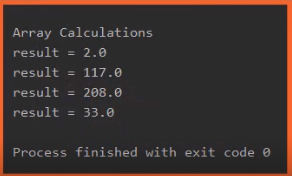 Array Calculations
result = 2.0
result = 117.0
result = 208.0
result = 33.0
Process finished with exit code 0